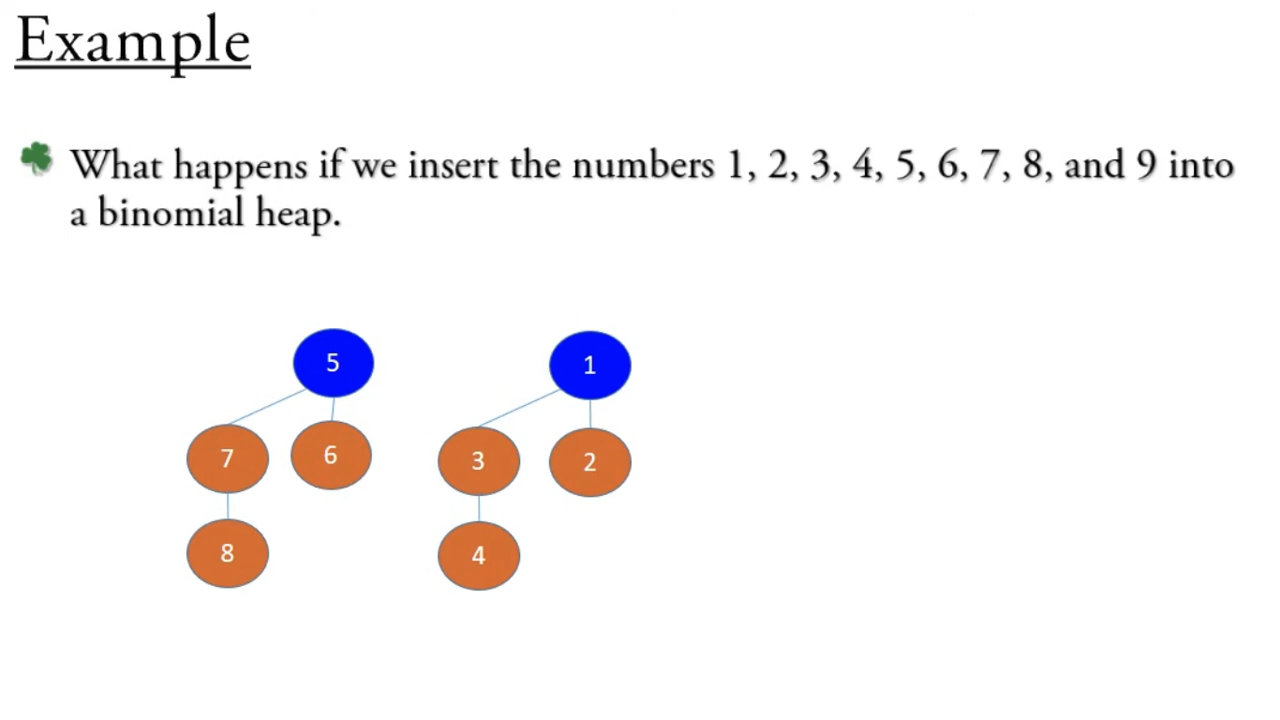 Example
What happens if we insert the numbers 1, 2, 3, 4, 5, 6, 7, 8, and 9 into
a binomial heap.
5
1
7
6
3
2
8
4